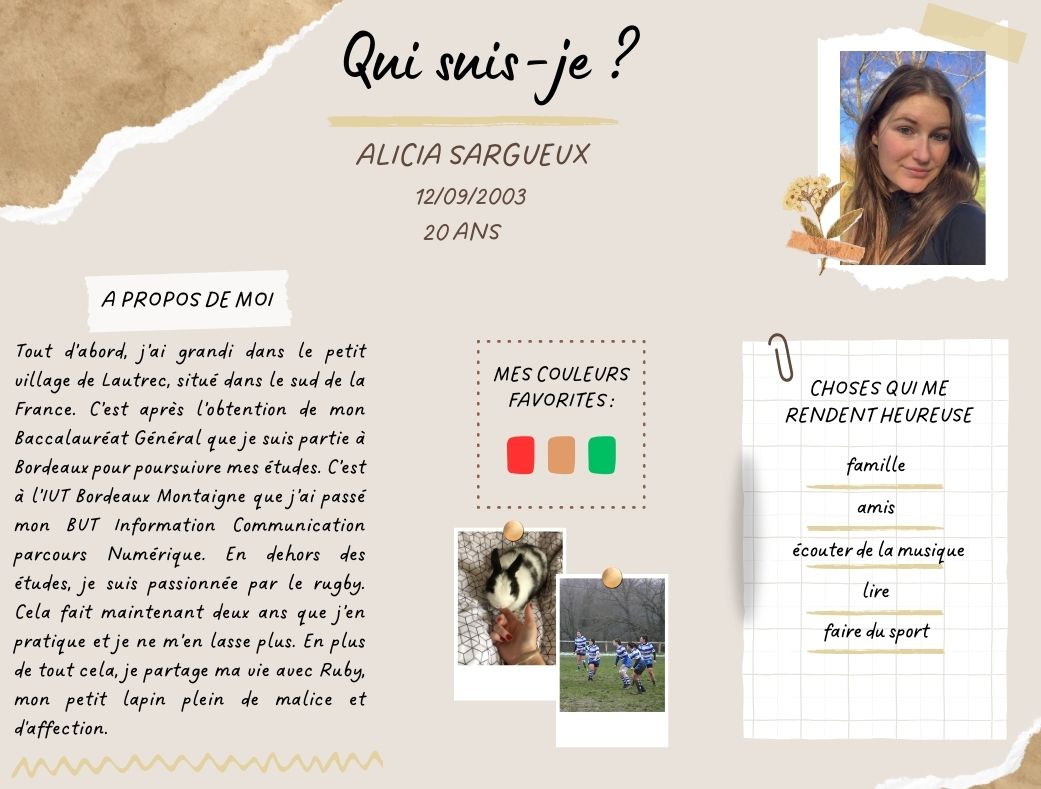 Qui suis-je ?
ALICIA SARGUEUX
12/09/2003
20 ANS
A PROPOS DE MOI
Tout d'abord, j'ai grandi dans le petit
village de Lautrec, situé dans le sud de la
France. C'est après l'obtention de mon
Baccalauréat Général que je suis partie à
Bordeaux pour poursuivre mes études. C'est
à l'IUT Bordeaux Montaigne que j'ai passé
mon BUT Information Communication
parcours Numérique. En dehors des
études, je suis passionnée par le rugby.
Cela fait maintenant deux ans que j'en
pratique et je ne m'en lasse plus. En plus
de tout cela, je partage ma vie avec Ruby,
mon petit lapin plein de malice et
d'affection.
MES COULEURS
FAVORITES :
CHOSES QUI ME
RENDENT HEUREUSE
famille
amis
écouter de la musique
lire
faire du sport